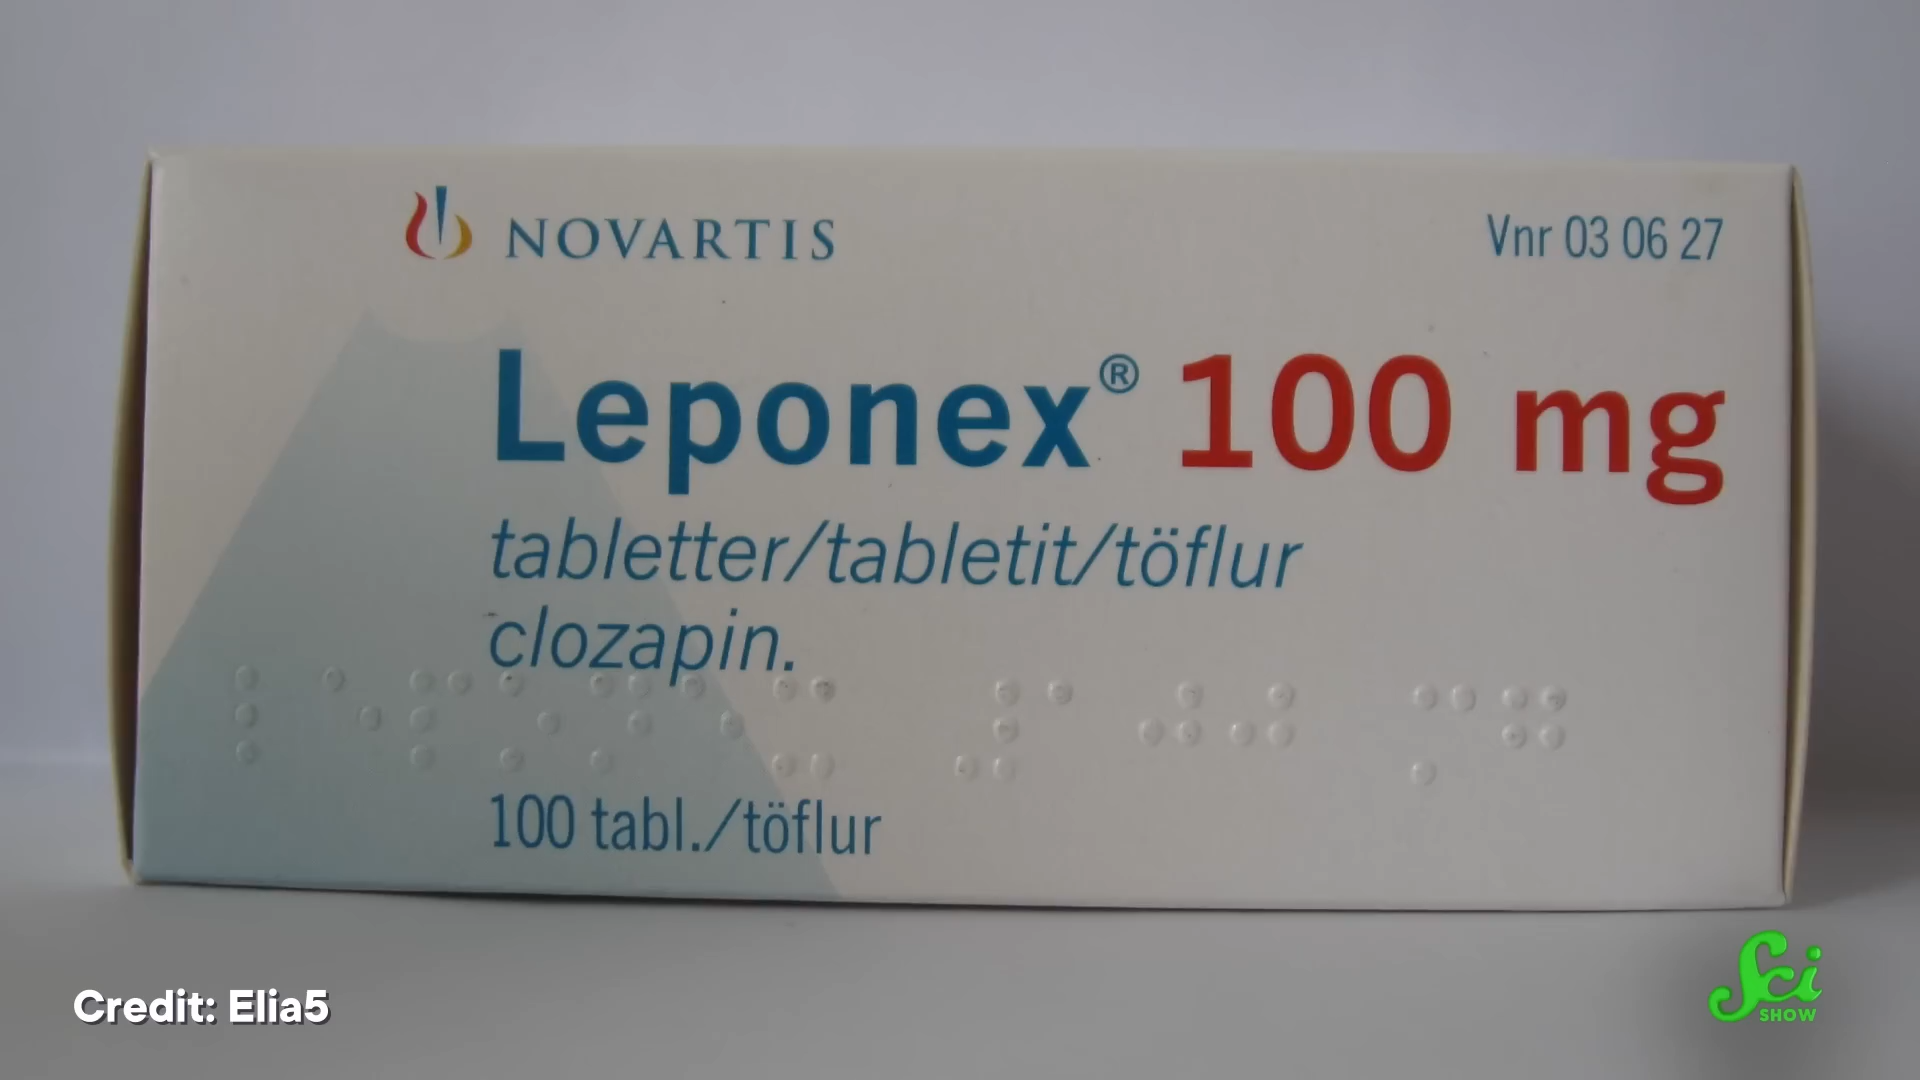 NOVARTIS
Vnr 03 06 27
Leponex® 100 mg
tabletter/tabletit/töflur
clozapin.
100 tabl./töflur
Credit: Elia5
Sci
SHOW